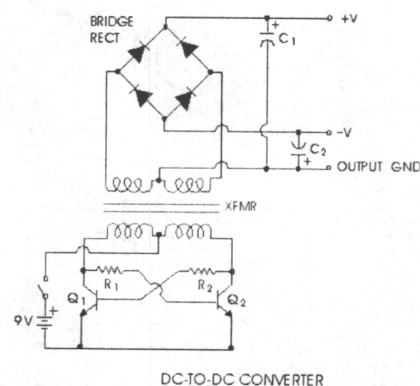 BRIDGE
RECT
+
C1
+V
-V
C2
+
OUTPUT GND
XFMR
R1
R2
Q1
Q2
9V
+
DC-TO-DC CONVERTER